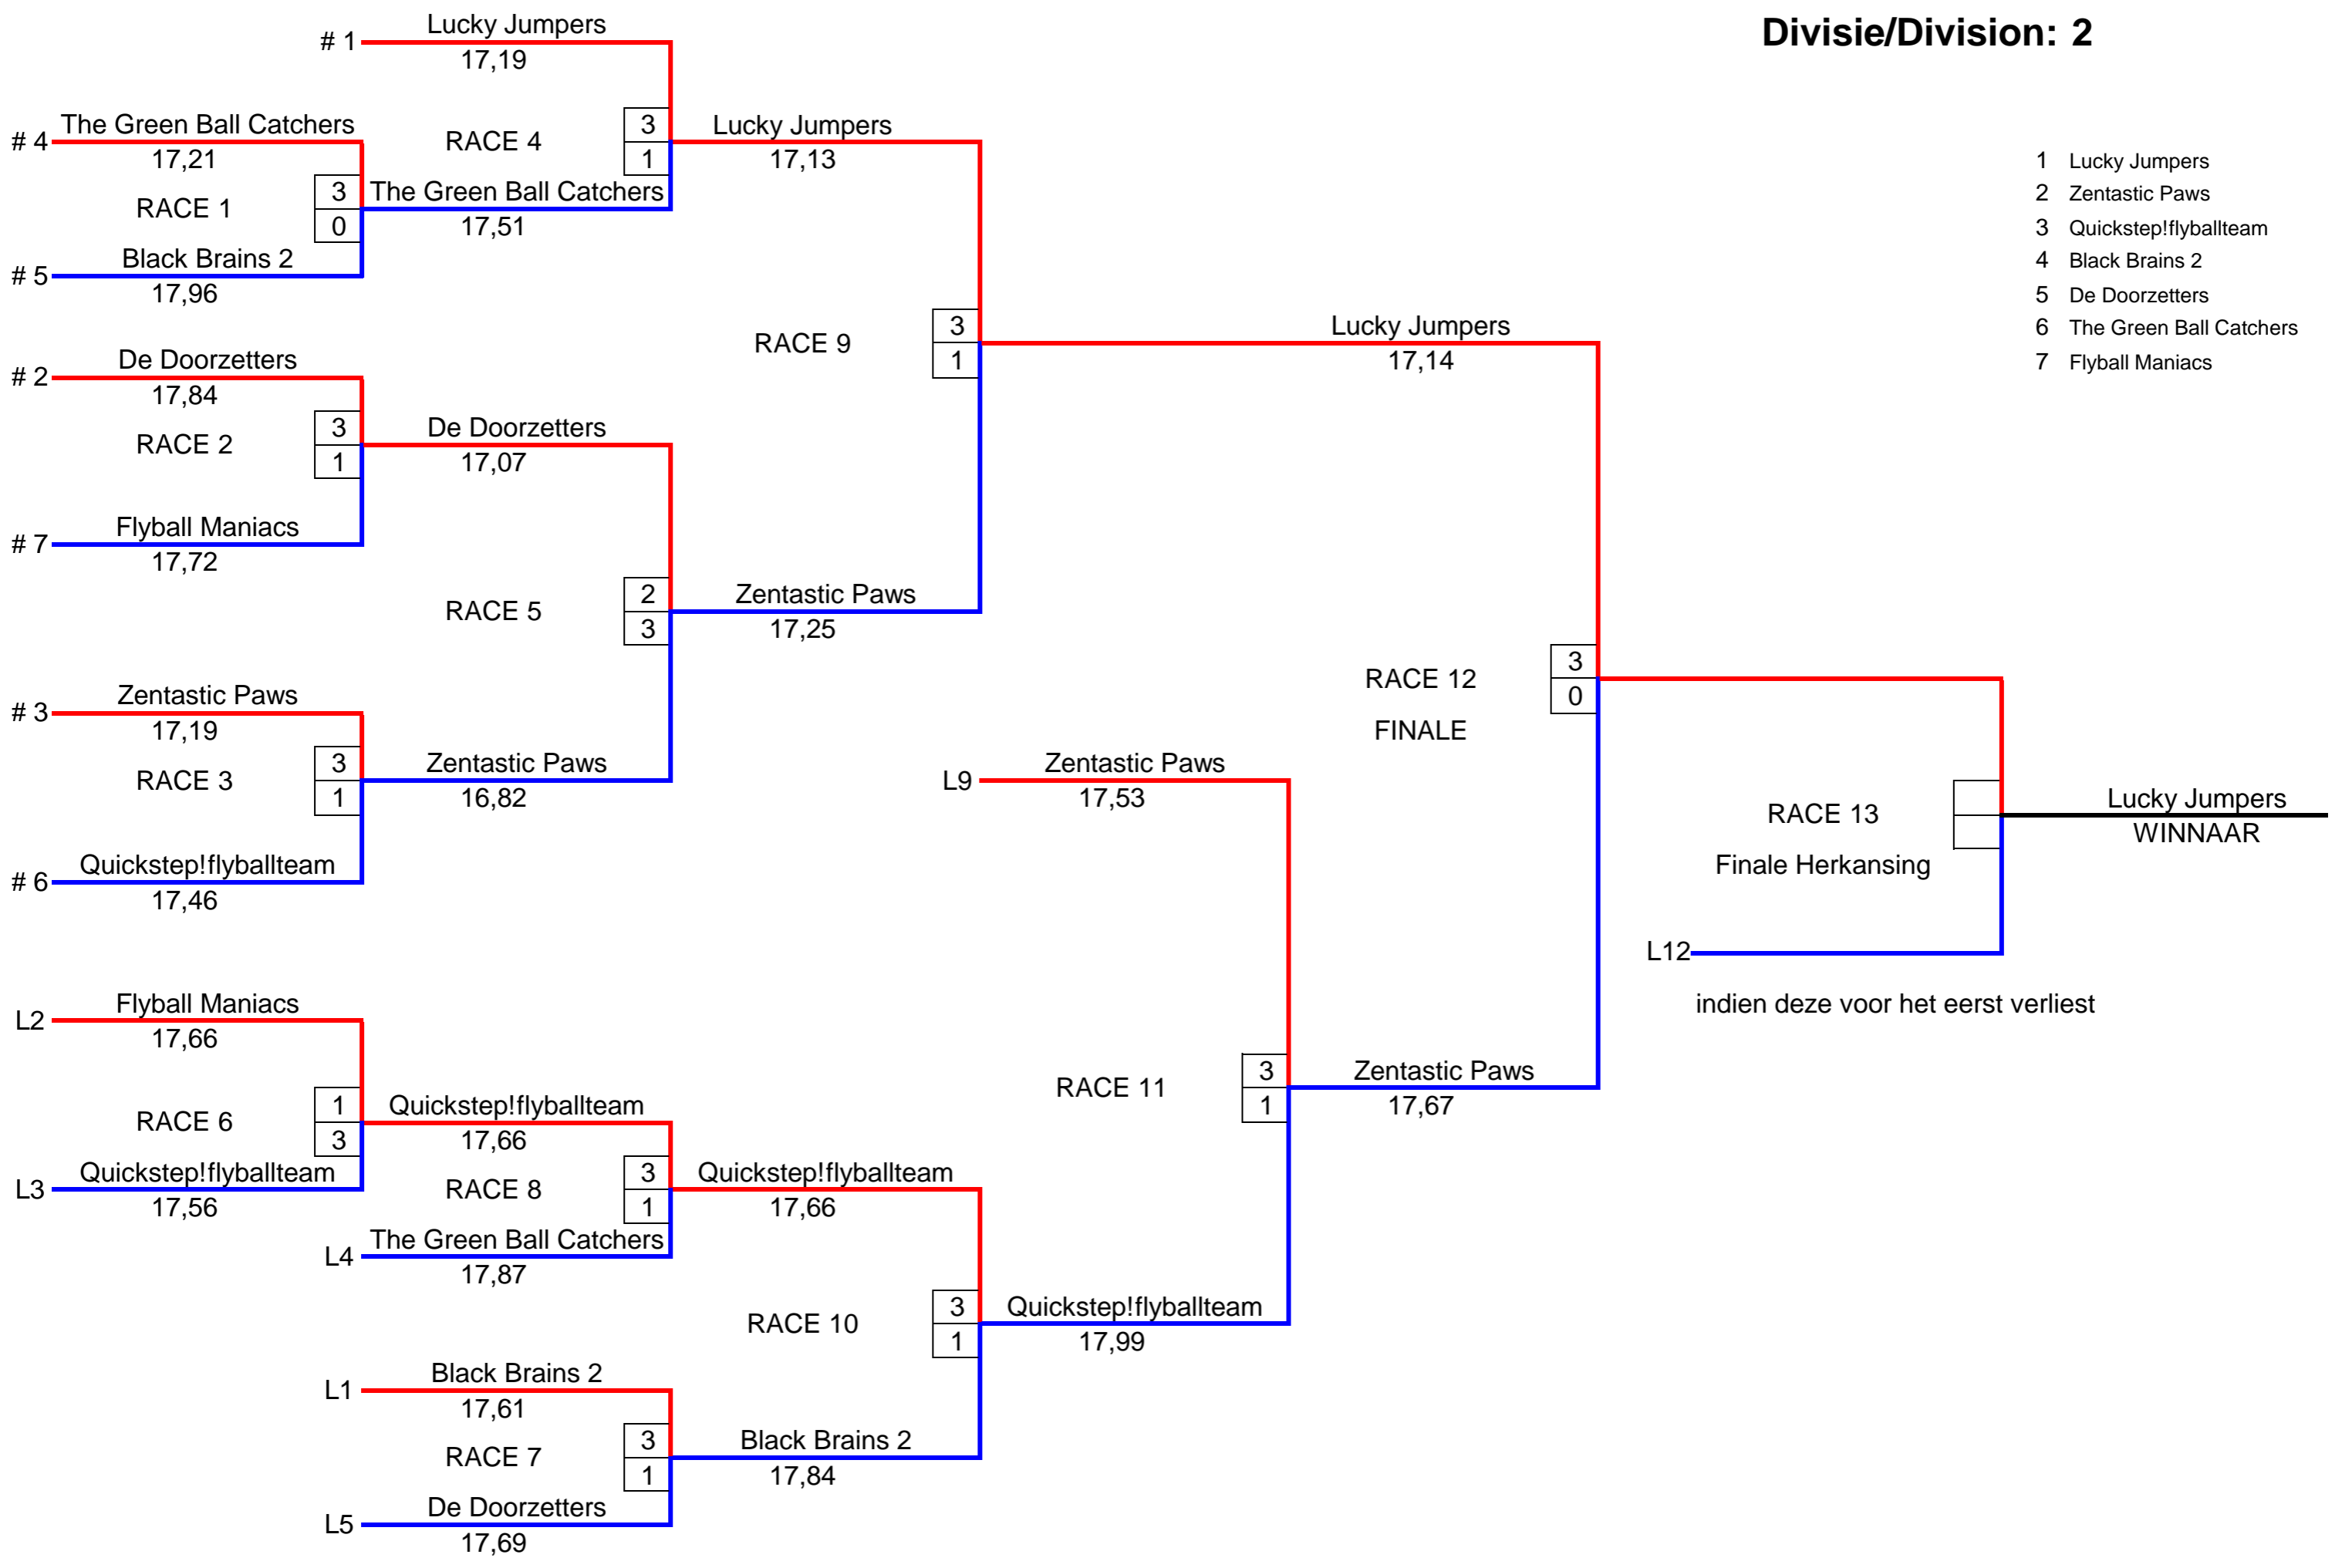 Divisie/Division: 2
1 Lucky Jumpers
2 Zentastic Paws
3 Quickstep!flyballteam
4 Black Brains 2
5 De Doorzetters
6 The Green Ball Catchers
7 Flyball Maniacs
# 4 The Green Ball Catchers
17,21
RACE 1
3
0
# 5 Black Brains 2
17,96
# 2 De Doorzetters
17,84
RACE 2
3
1
# 7 Flyball Maniacs
17,72
# 3 Zentastic Paws
17,19
RACE 3
3
1
# 6 Quickstep!flyballteam
17,46
# 1 Lucky Jumpers
17,19
RACE 4
3
1
The Green Ball Catchers
17,51
De Doorzetters
17,07
RACE 5
2
3
Zentastic Paws
16,82
L2 Flyball Maniacs
17,66
RACE 6
1
3
L3 Quickstep!flyballteam
17,56
L1 Black Brains 2
17,61
RACE 7
3
1
L5 De Doorzetters
17,69
Quickstep!flyballteam
17,66
RACE 8
3
1
L4 The Green Ball Catchers
17,87
Lucky Jumpers
17,13
RACE 9
3
1
Zentastic Paws
17,25
Quickstep!flyballteam
17,66
RACE 10
3
1
Black Brains 2
17,84
L9 Zentastic Paws
17,53
RACE 11
3
1
Quickstep!flyballteam
17,99
Lucky Jumpers
17,14
RACE 12
FINALE
3
0
Zentastic Paws
17,67
RACE 13
Finale Herkansing
L12
indien deze voor het eerst verliest
Lucky Jumpers
WINNAAR